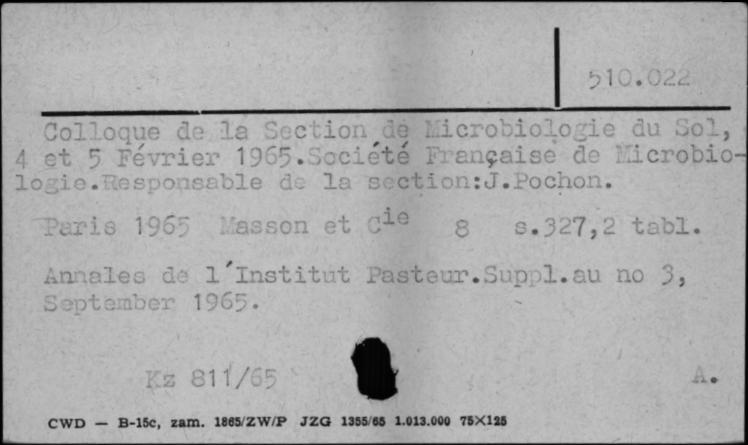 510.022
Colloque de la Section de Microbiologie du Sol,
4 et 5 Février 1965.Société Française de Microbio-
logie.Responsable de la section:J.Pochon.
Paris 1965 Masson et Cie 8 s.327,2 tabl.
Annales de l'Institut Pasteur.Suppl.au no 3,
September 1965.
Kz 811/65 A.
CWD — B-15c, zam. 1865/ZW/P JZG 1355/65 1.013.000 75X125